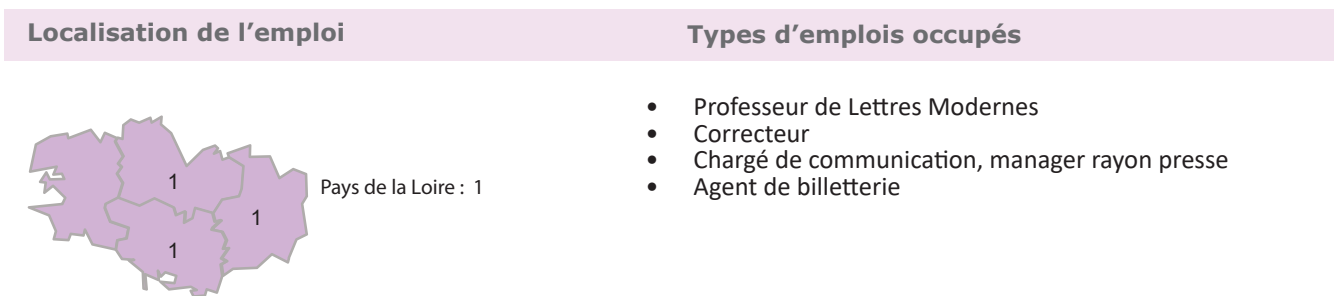 Localisation de l’emploi
Types d’emplois occupés
1
Pays de la Loire : 1
1
1
• Professeur de Lettres Modernes
• Correcteur
• Chargé de communication, manager rayon presse
• Agent de billetterie